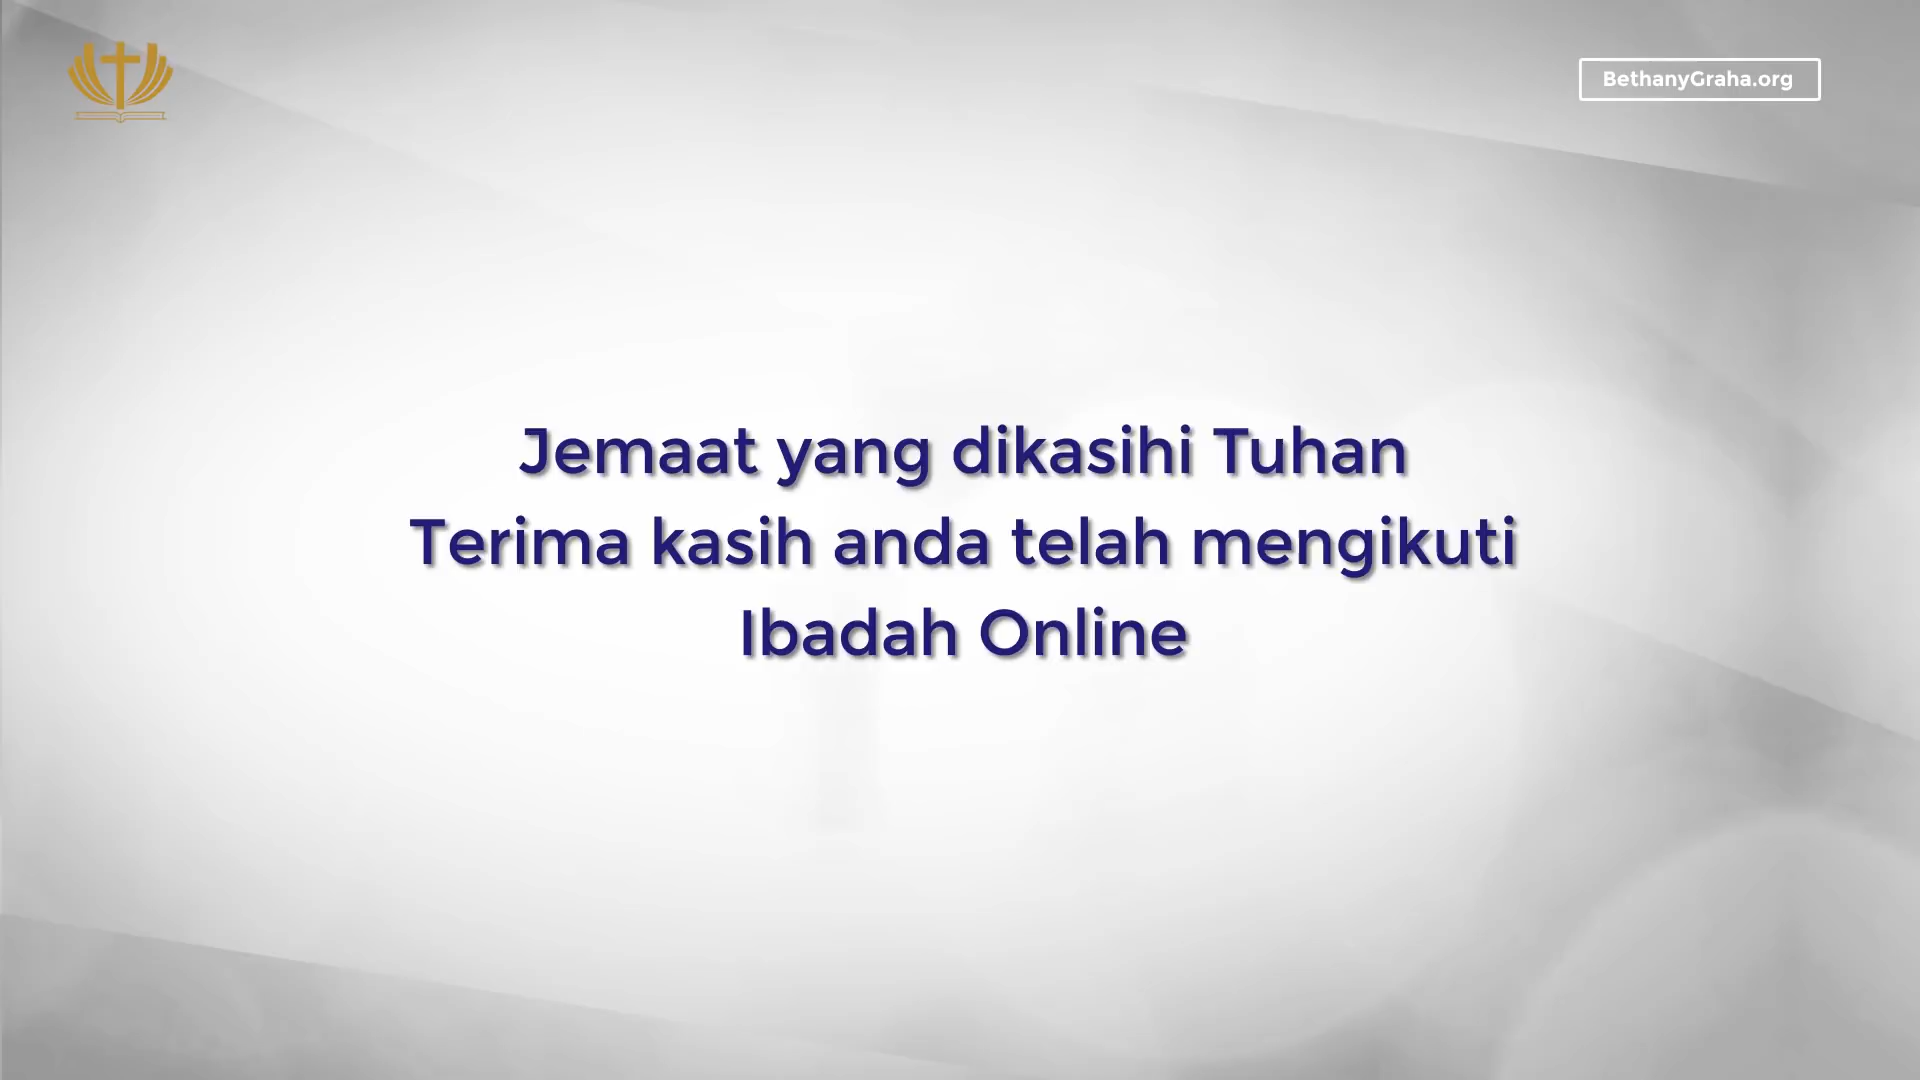 BethanyGraha.org
Jemaat yang dikasihi Tuhan
Terima kasih anda telah mengikuti
Ibadah Online